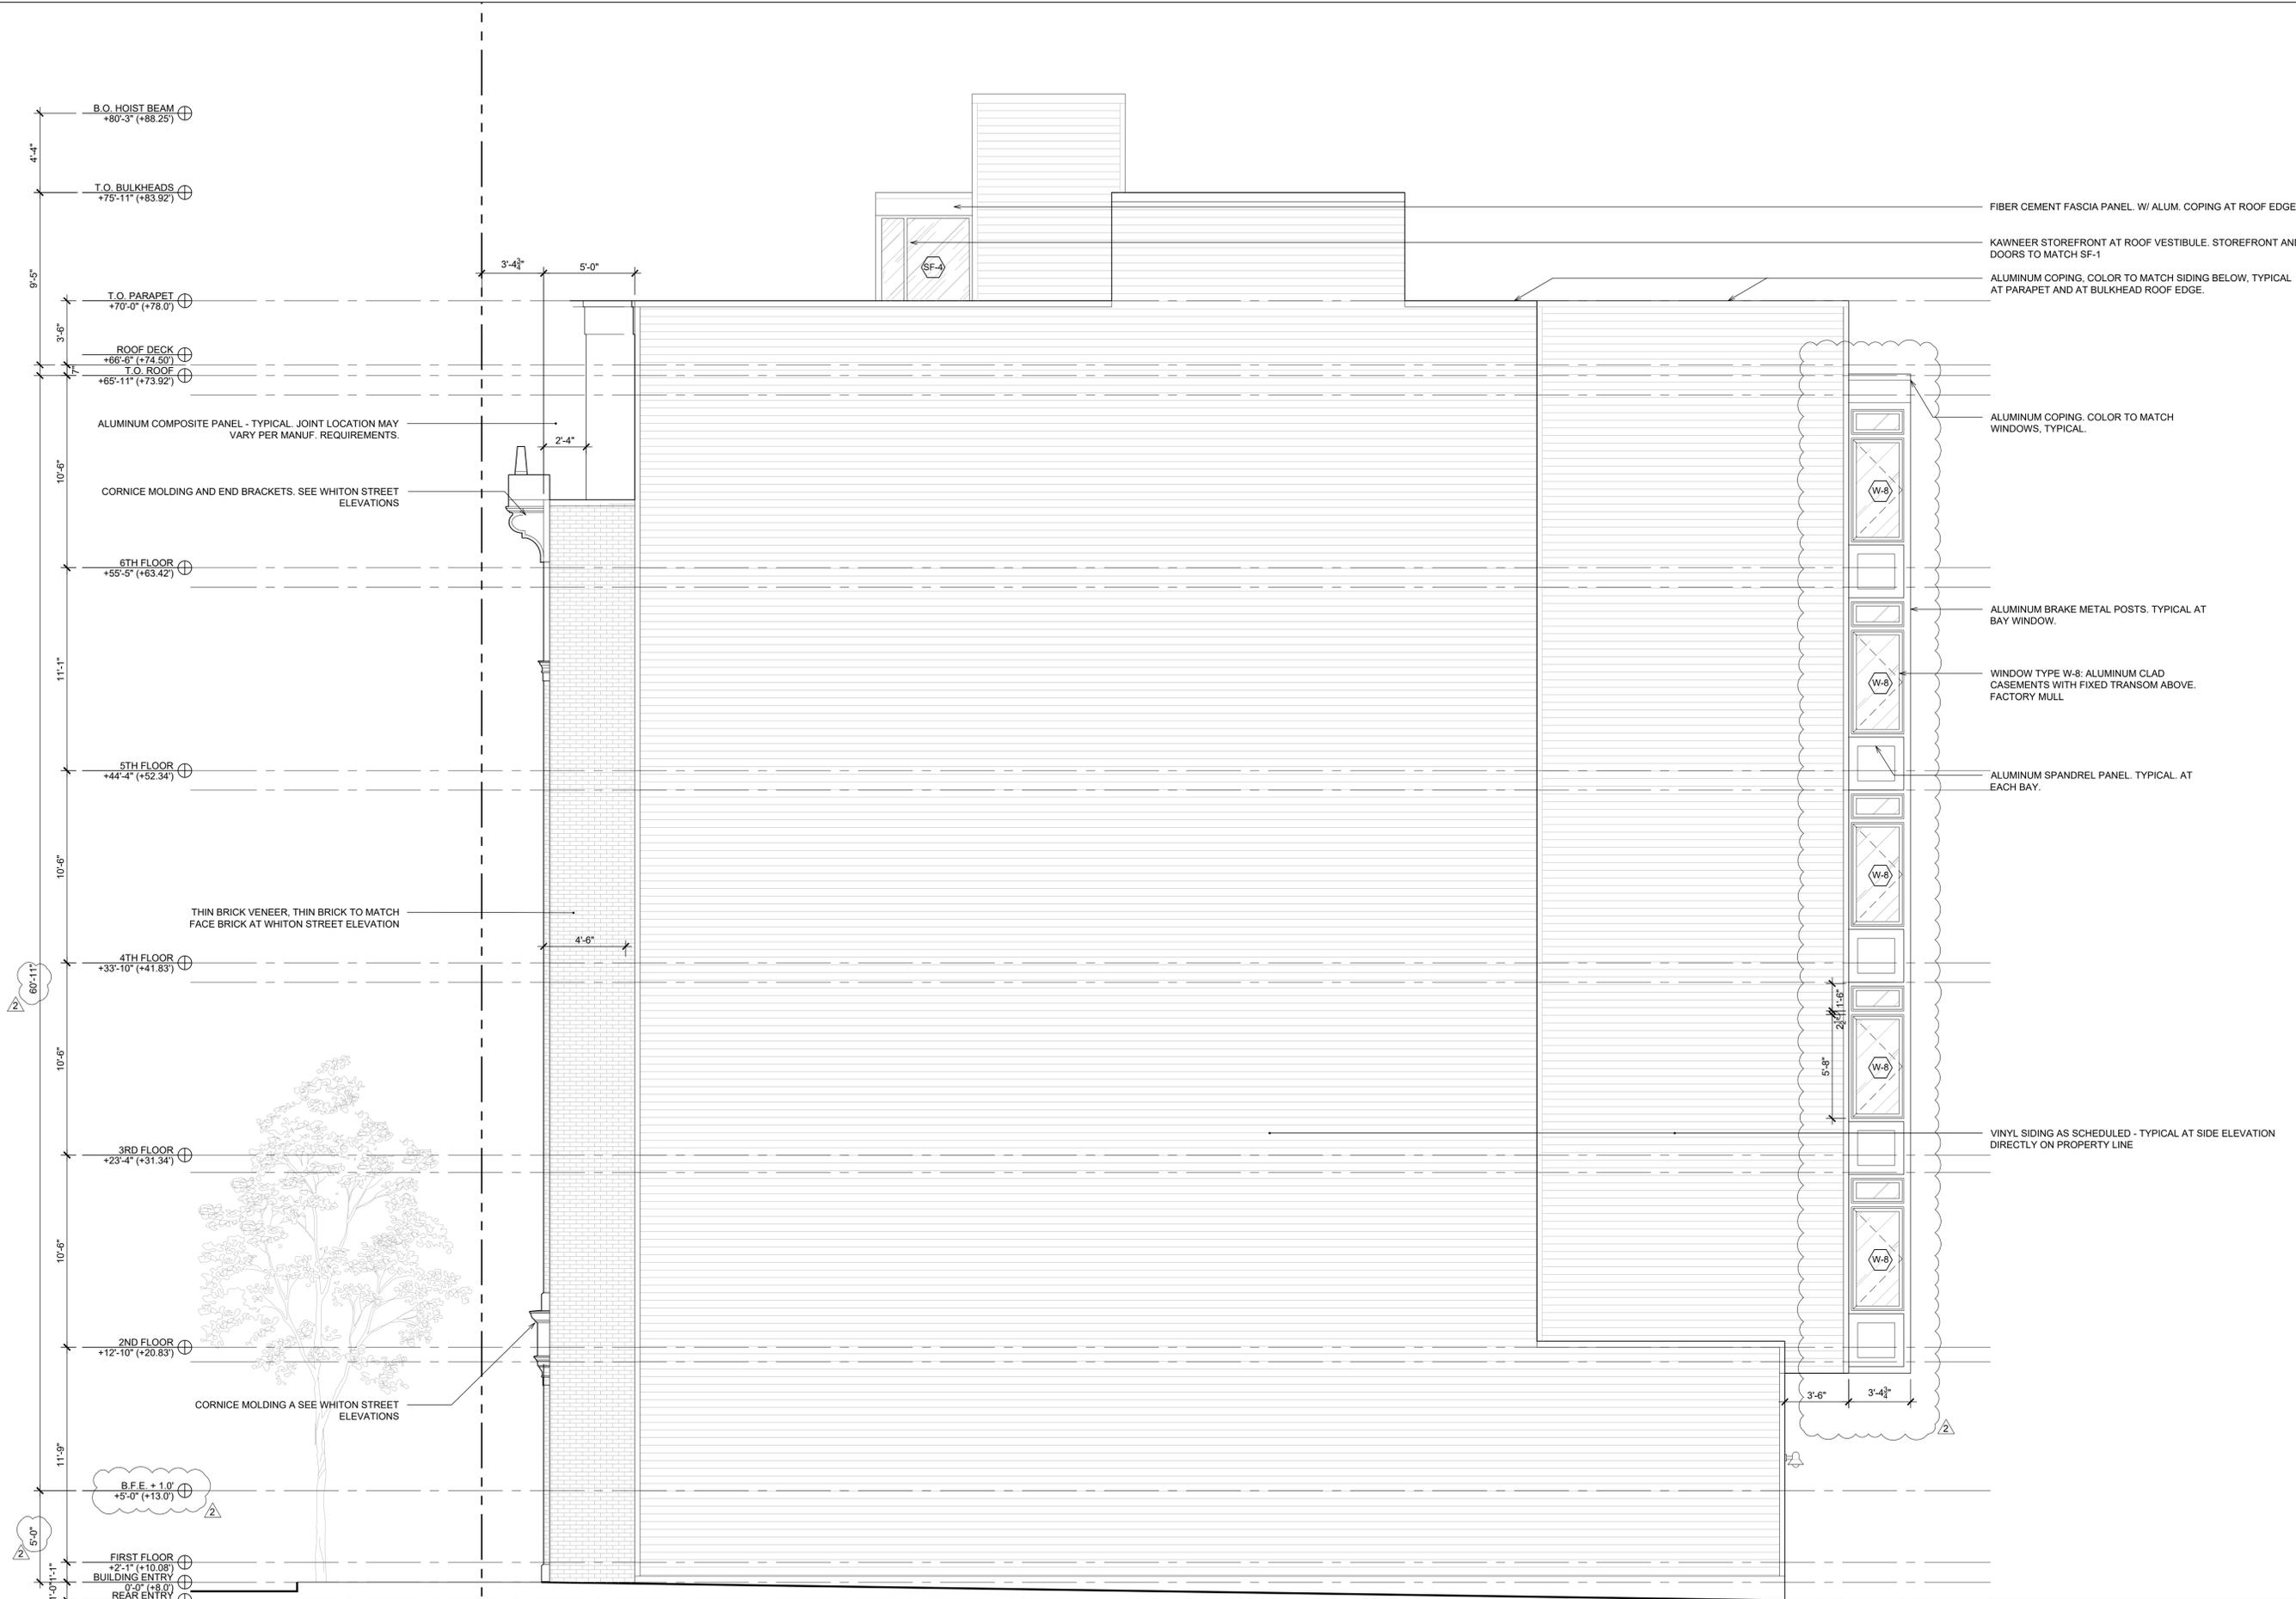 B.O. HOIST BEAM
+80'-3" (+88.25')
4'-4"
T.O. BULKHEADS
+75'-11" (+83.92')
9'-5"
T.O. PARAPET
+70'-0" (+78.0')
3'-6"
ROOF DECK
+66'-6" (+74.50')
7"
T.O. ROOF
+65'-11" (+73.92')
10'-6"
6TH FLOOR
+55'-5" (+63.42')
11'-1"
5TH FLOOR
+44'-4" (+52.34')
10'-6"
4TH FLOOR
+33'-10" (+41.83')
60'-11"
2
10'-6"
3RD FLOOR
+23'-4" (+31.34')
10'-6"
2ND FLOOR
+12'-10" (+20.83')
11'-9"
B.F.E. + 1.0'
+5'-0" (+13.0')
2
5'-0"
2
FIRST FLOOR
+2'-1" (+10.08')
1'-1"
BUILDING ENTRY
0'-0" (+8.0')
1'-0"
REAR ENTRY
3'-4 3/4"
5'-0"
SF-4
ALUMINUM COMPOSITE PANEL - TYPICAL. JOINT LOCATION MAY
VARY PER MANUF. REQUIREMENTS.
2'-4"
CORNICE MOLDING AND END BRACKETS. SEE WHITON STREET
ELEVATIONS
THIN BRICK VENEER, THIN BRICK TO MATCH
FACE BRICK AT WHITON STREET ELEVATION
4'-6"
CORNICE MOLDING A SEE WHITON STREET
ELEVATIONS
FIBER CEMENT FASCIA PANEL. W/ ALUM. COPING AT ROOF EDGE
KAWNEER STOREFRONT AT ROOF VESTIBULE. STOREFRONT
DOORS TO MATCH SF-1
ALUMINUM COPING, COLOR TO MATCH SIDING BELOW, TYPICAL
AT PARAPET AND AT BULKHEAD ROOF EDGE.
ALUMINUM COPING. COLOR TO MATCH
WINDOWS, TYPICAL.
W-8
ALUMINUM BRAKE METAL POSTS. TYPICAL AT
BAY WINDOW.
W-8
WINDOW TYPE W-8: ALUMINUM CLAD
CASEMENTS WITH FIXED TRANSOM ABOVE.
FACTORY MULL
ALUMINUM SPANDREL PANEL. TYPICAL. AT
EACH BAY.
W-8
1'-6"
2 1/2"
5'-8"
W-8
VINYL SIDING AS SCHEDULED - TYPICAL AT SIDE ELEVATION
DIRECTLY ON PROPERTY LINE
W-8
3'-6"
3'-4 3/4"
2